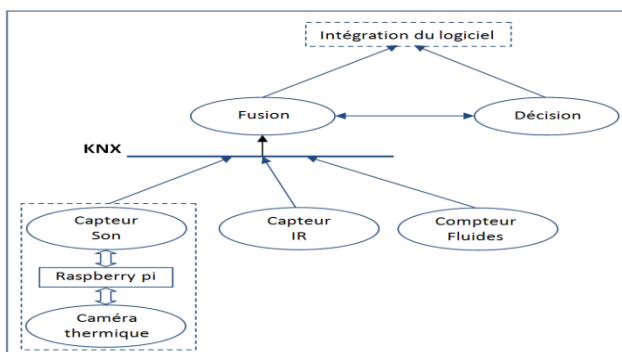 Intégration du logiciel
Fusion
Décision
KNX
Capteur
Son
Capteur
IR
Compteur
Fluides
Raspberry pi
Caméra
thermique